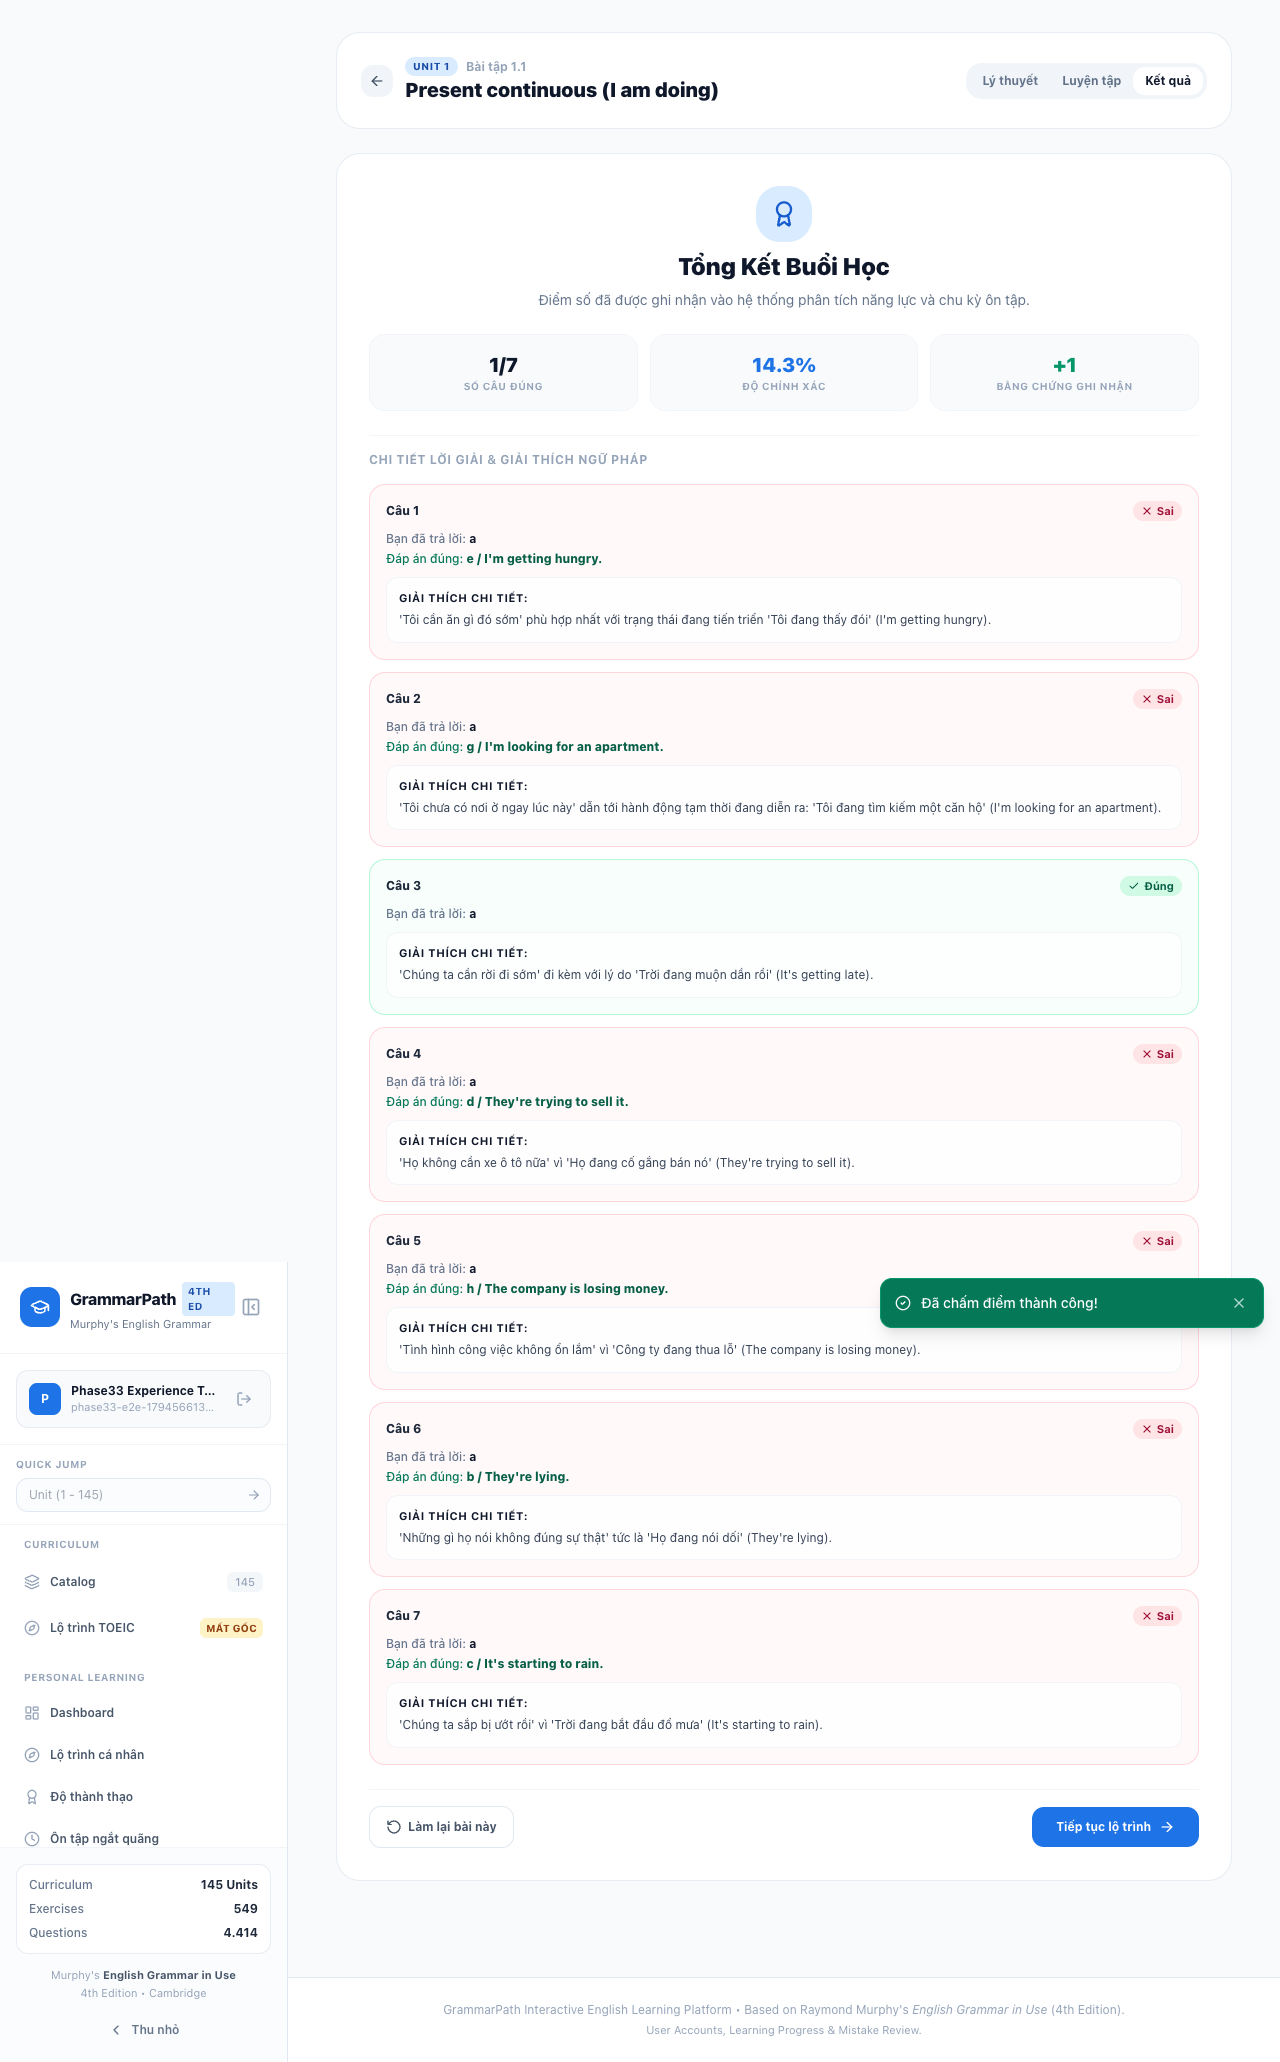 UNIT 1 Bài tập 1.1
Present continuous (I am doing)
Lý thuyết Luyện tập Kết quả
Tổng Kết Buổi Học
Điểm số đã được ghi nhận vào hệ thống phân tích năng lực và chu kỳ ôn tập.
1/7
SỐ CÂU ĐÚNG
14.3%
ĐỘ CHÍNH XÁC
+1
BẰNG CHỨNG GHI NHẬN
CHI TIẾT LỜI GIẢI & GIẢI THÍCH NGỮ PHÁP
Câu 1 Sai
Bạn đã trả lời: a
Đáp án đúng: e / I'm getting hungry.
GIẢI THÍCH CHI TIẾT:
'Tôi cần ăn gì đó sớm' phù hợp nhất với trạng thái đang tiến triển 'Tôi đang thấy đói' (I'm getting hungry).
Câu 2 Sai
Bạn đã trả lời: a
Đáp án đúng: g / I'm looking for an apartment.
GIẢI THÍCH CHI TIẾT:
'Tôi chưa có nơi ở ngay lúc này' dẫn tới hành động tạm thời đang diễn ra: 'Tôi đang tìm kiếm một căn hộ' (I'm looking for an apartment).
Câu 3 Đúng
Bạn đã trả lời: a
GIẢI THÍCH CHI TIẾT:
'Chúng ta cần rời đi sớm' đi kèm với lý do 'Trời đang muộn dần rồi' (It's getting late).
Câu 4 Sai
Bạn đã trả lời: a
Đáp án đúng: d / They're trying to sell it.
GIẢI THÍCH CHI TIẾT:
'Họ không cần xe ô tô nữa' vì 'Họ đang cố gắng bán nó' (They're trying to sell it).
Câu 5 Sai
Bạn đã trả lời: a
Đáp án đúng: h / The company is losing money.
GIẢI THÍCH CHI TIẾT:
'Tình hình công việc không ổn lắm' vì 'Công ty đang thua lỗ' (The company is losing money).
Đã chấm điểm thành công!
Câu 6 Sai
Bạn đã trả lời: a
Đáp án đúng: b / They're lying.
GIẢI THÍCH CHI TIẾT:
'Những gì họ nói không đúng sự thật' tức là 'Họ đang nói dối' (They're lying).
Câu 7 Sai
Bạn đã trả lời: a
Đáp án đúng: c / It's starting to rain.
GIẢI THÍCH CHI TIẾT:
'Chúng ta sắp bị ướt rồi' vì 'Trời đang bắt đầu đổ mưa' (It's starting to rain).
Làm lại bài này
Tiếp tục lộ trình
GrammarPath 4TH ED
Murphy's English Grammar
P
Phase33 Experience T...
phase33-e2e-179456613...
QUICK JUMP
Unit (1 - 145)
CURRICULUM
Catalog 145
Lộ trình TOEIC MẤT GỐC
PERSONAL LEARNING
Dashboard
Lộ trình cá nhân
Độ thành thạo
Ôn tập ngắt quãng
Curriculum 145 Units
Exercises 549
Questions 4.414
Murphy's English Grammar in Use
4th Edition • Cambridge
Thu nhỏ
GrammarPath Interactive English Learning Platform • Based on Raymond Murphy's English Grammar in Use (4th Edition).
User Accounts, Learning Progress & Mistake Review.